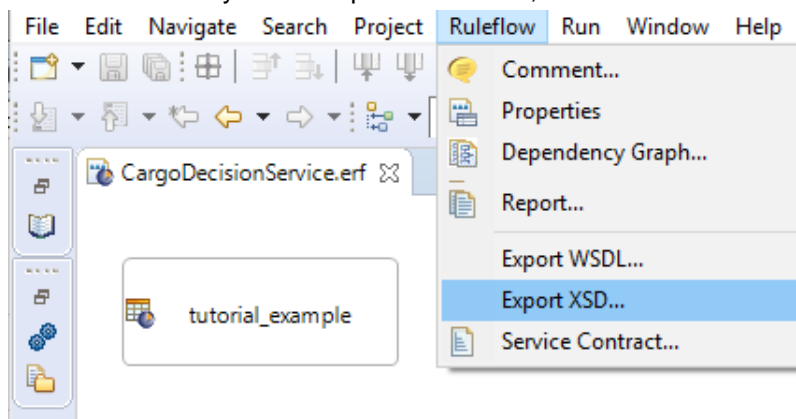 File Edit Navigate Search Project Ruleflow Run Window Help
Comment...
Properties
CargoDecisionService.erf
Dependency Graph...
Report...
Export WSDL...
tutorial_example
Export XSD...
Service Contract...